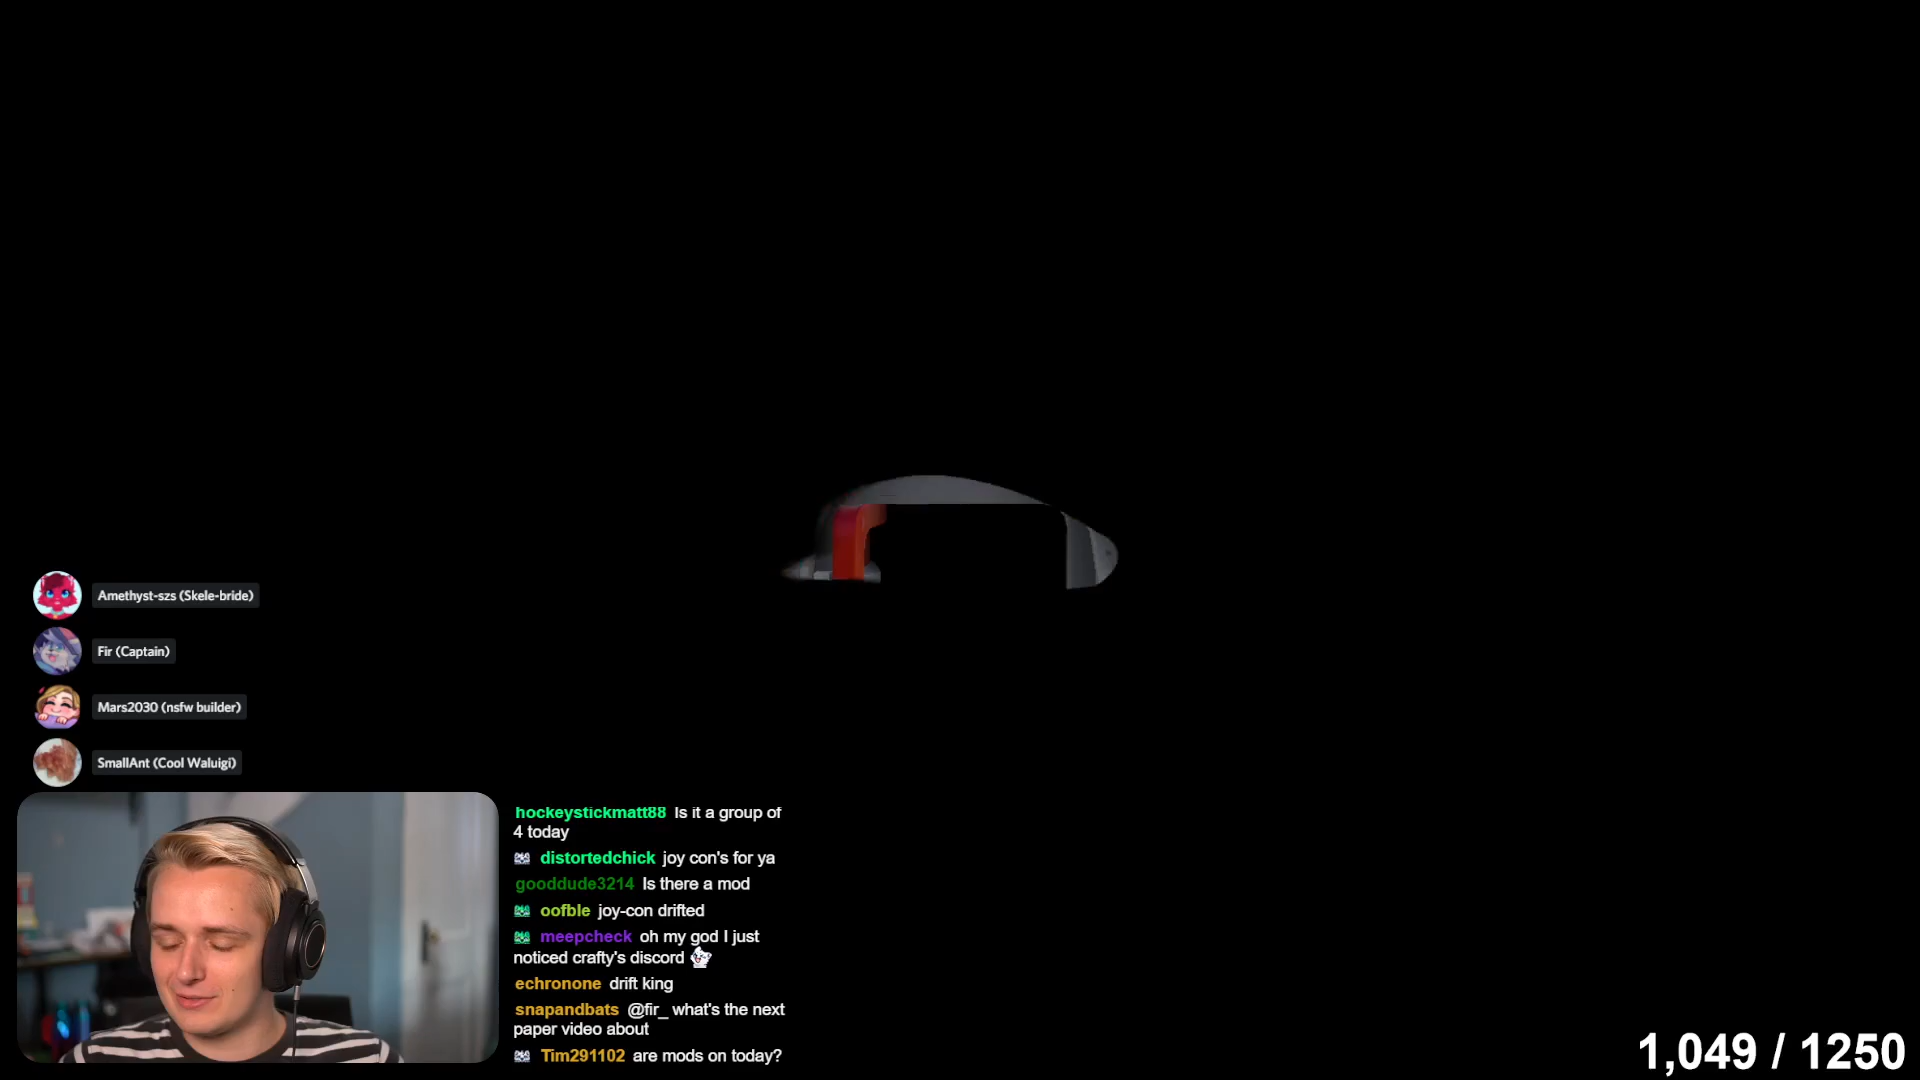 Amethyst-szs (Skele-bride)
Fir (Captain)
Mars2030 (nsfw builder)
SmallAnt (Cool Waluigi)
hockeystickmatt88 Is it a group of
4 today
distortedchick joy con's for ya
gooddude3214 Is there a mod
oofble joy-con drifted
meepcheck oh my god I just
noticed crafty's discord
echronone drift king
snapandbats @fir_ what's the next
paper video about
Tim291102 are mods on today?
1,049 / 1250